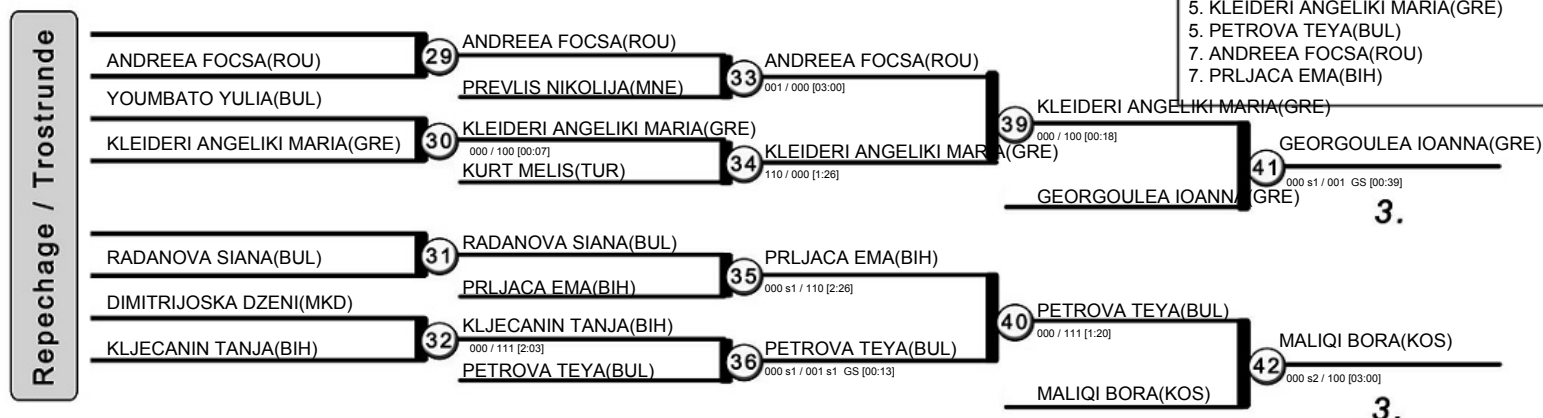 5. KLEIDERI ANGELIKI MARIA(GRE)
5. PETROVA TEYA(BUL)
7. ANDREEA FOCSA(ROU)
7. PRLJACA EMA(BIH)
Repechage / Trostrunde
ANDREEA FOCSA(ROU)
29
ANDREEA FOCSA(ROU)
PREVLIS NIKOLIJA(MNE)
33
ANDREEA FOCSA(ROU)
001 / 000 [03:00]
YOUMBATO YULIA(BUL)
KLEIDERI ANGELIKI MARIA(GRE)
30
KLEIDERI ANGELIKI MARIA(GRE)
000 / 100 [00:07]
KURT MELIS(TUR)
34
KLEIDERI ANGELIKI MARIA(GRE)
110 / 000 [1:26]
39
KLEIDERI ANGELIKI MARIA(GRE)
000 / 100 [00:18]
GEORGOULEA IOANNA(GRE)
41
GEORGOULEA IOANNA(GRE)
000 s1 / 001 GS [00:39]
3.
RADANOVA SIANA(BUL)
31
RADANOVA SIANA(BUL)
PRLJACA EMA(BIH)
35
PRLJACA EMA(BIH)
000 s1 / 110 [2:26]
DIMITRIJOSKA DZENI(MKD)
KLJECANIN TANJA(BIH)
32
KLJECANIN TANJA(BIH)
000 / 111 [2:03]
PETROVA TEYA(BUL)
36
PETROVA TEYA(BUL)
000 s1 / 001 s1 GS [00:13]
40
PETROVA TEYA(BUL)
000 / 111 [1:20]
MALIQI BORA(KOS)
42
MALIQI BORA(KOS)
000 s2 / 100 [03:00]
3.